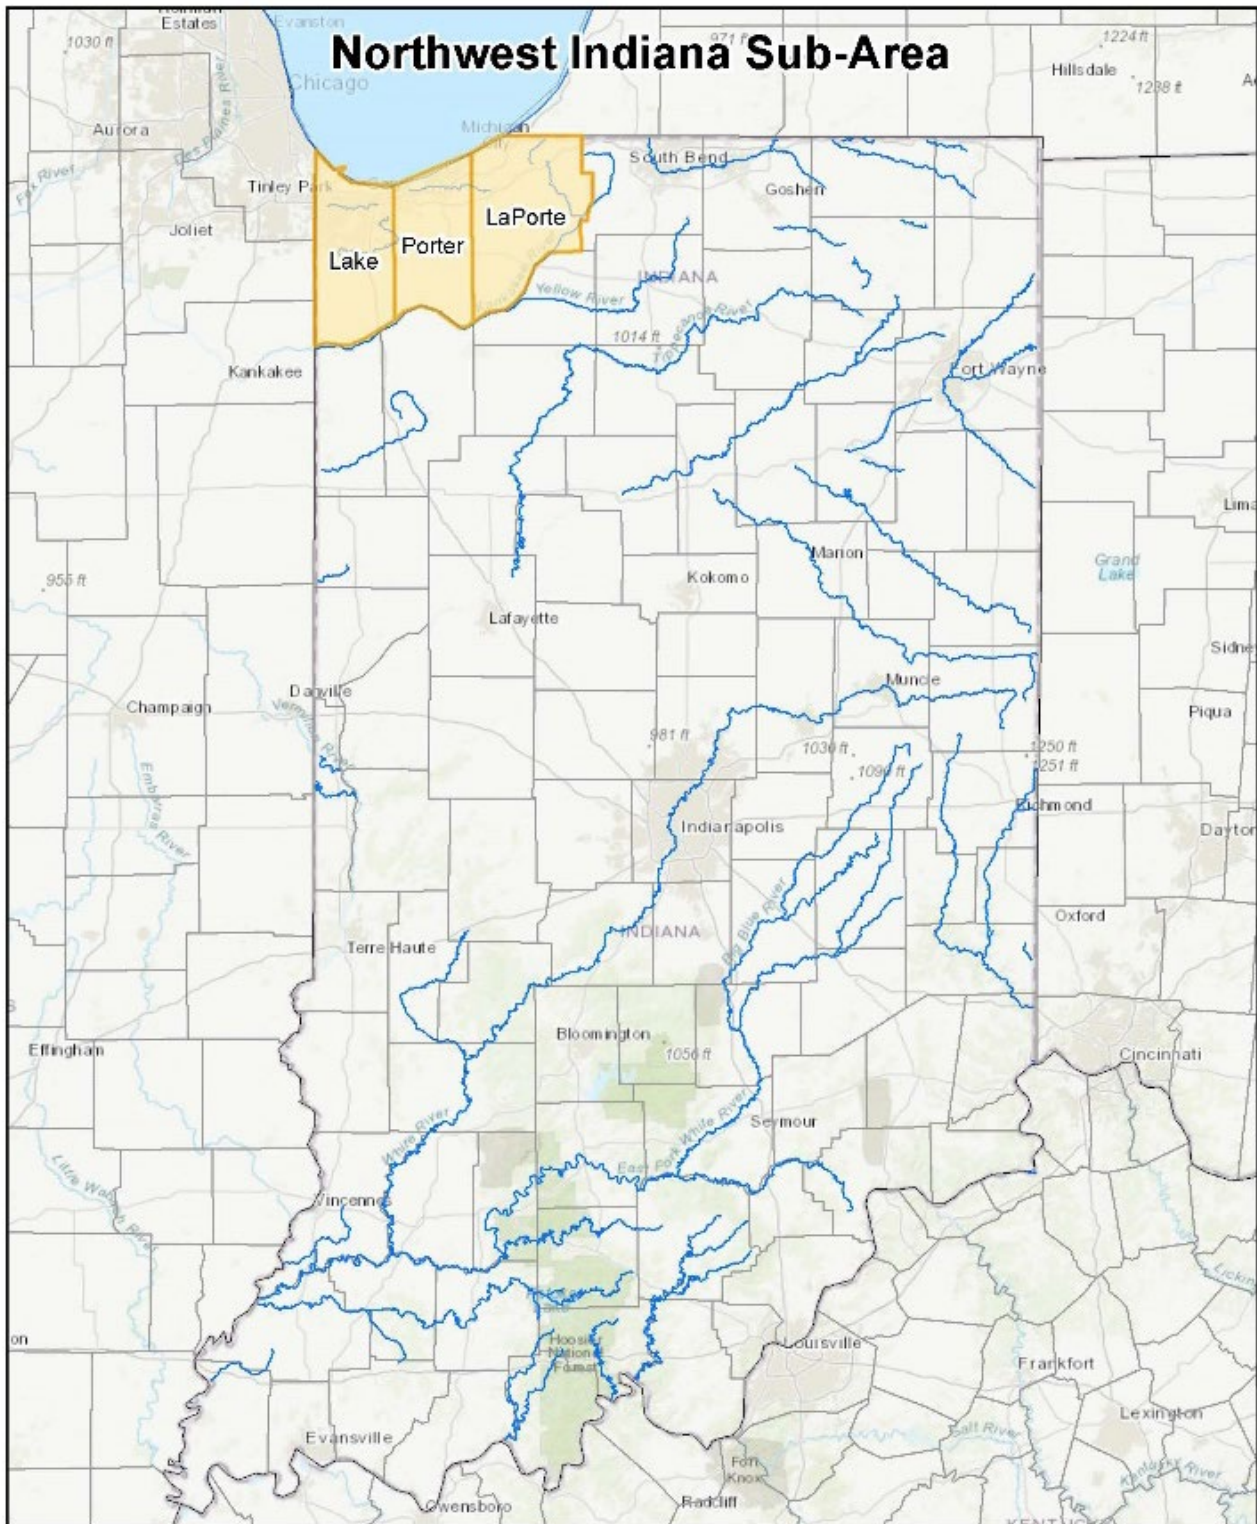 Estates
Evanston
1030 ft
Northwest Indiana Sub-Area
971 ft
1224 ft
Hillsdale
1238 ft
Chicago
Aurora
Des Plaines River
Michigan
City
South Bend
Fox River
Tinley Park
Goshen
LaPorte
Joliet
Porter
Lake
INDIANA
Yellow River
Tippecanoe River
1014 ft
Kankakee
Fort Wayne
Lima
Marion
Grand
Lake
955 ft
Kokomo
Lafayette
Sidney
Muncie
Danville
Champaign
Vermilion River
Piqua
981 ft
1030 ft
1250 ft
1251 ft
1090 ft
Embarras River
Richmond
Indianapolis
Dayton
Big Blue River
Oxford
INDIANA
Terre Haute
Bloomington
Effingham
1056 ft
Cincinnati
White River
Seymour
East Fork White River
Little Wabash River
Vincennes
Licking
on
Hoosier
National
Forest
Louisville
Frankfort
Lexington
Evansville
Salt River
Fort
Knox
Kentucky River
Owensboro
Radcliff
KENTUCKY